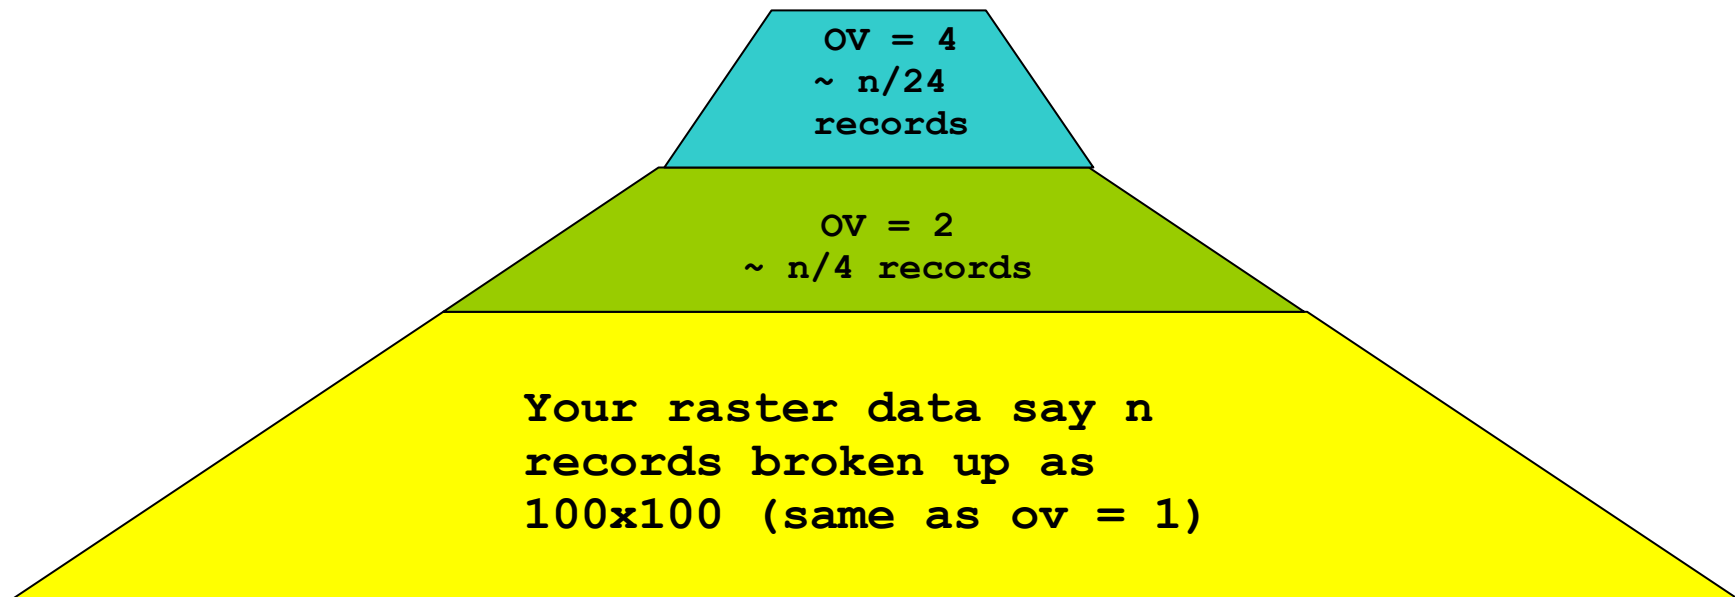 OV = 4
~ n/24
records
OV = 2
~ n/4 records
Your raster data say n
records broken up as
100x100 (same as ov = 1)